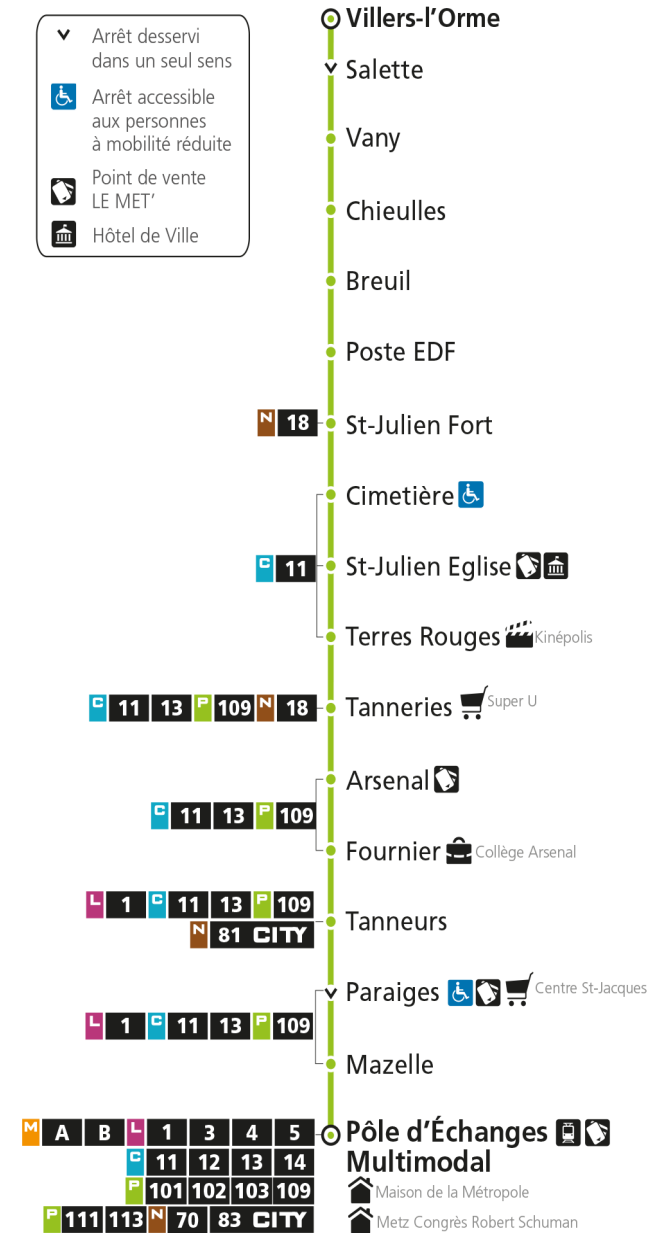 Arrêt desservi
dans un seul sens
Arrêt accessible
aux personnes
à mobilité réduite
Point de vente
LE MET’
Hôtel de Ville
Villers-l’Orme
Salette
Vany
Chieulles
Breuil
Poste EDF
N 18 St-Julien Fort
Cimetière
C 11 St-Julien Eglise
Terres Rouges Kinépolis
C 11 13 P 109 N 18 Tanneries Super U
Arsenal
C 11 13 P 109
Fournier Collège Arsenal
L 1 C 11 13 P 109
N 81 CITY
Tanneurs
Paraiges Centre St-Jacques
L 1 C 11 13 P 109
Mazelle
M A B L 1 3 4 5 Pôle d’Échanges
C 11 12 13 14 Multimodal
P 101 102 103 109 Maison de la Métropole
P 111 113 N 70 83 CITY Metz Congrès Robert Schuman